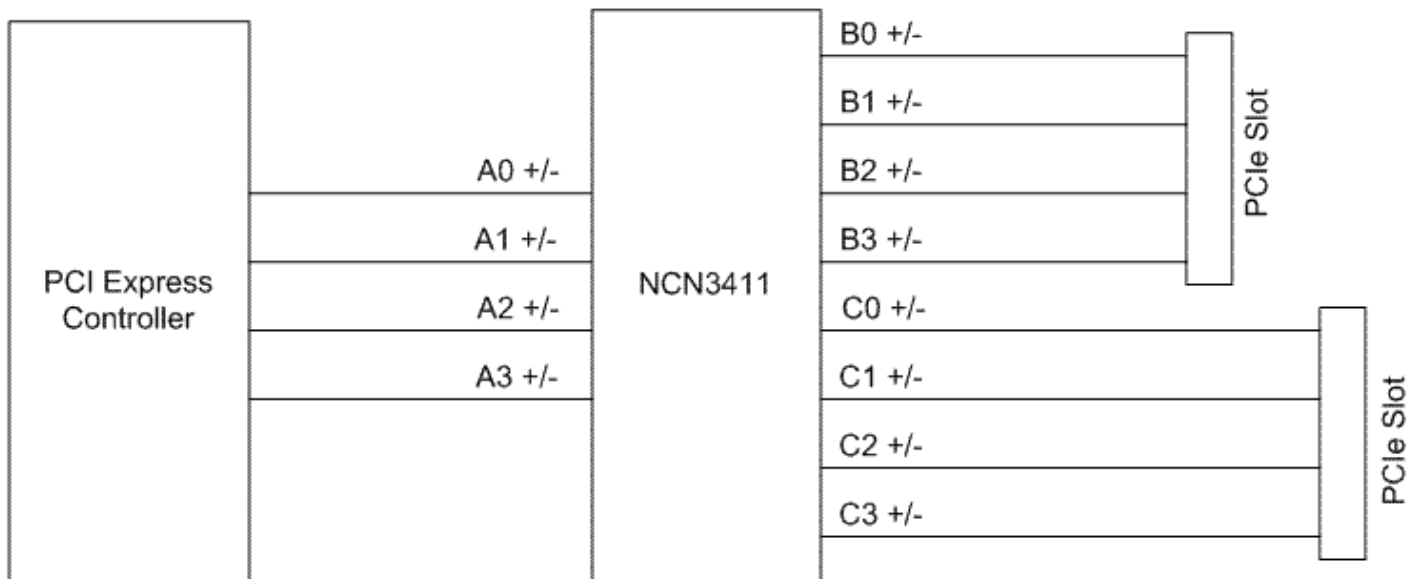 PCI Express
Controller
A0 +/-
A1 +/-
A2 +/-
A3 +/-
NCN3411
B0 +/-
B1 +/-
B2 +/-
B3 +/-
C0 +/-
C1 +/-
C2 +/-
C3 +/-
PCIe Slot
PCIe Slot